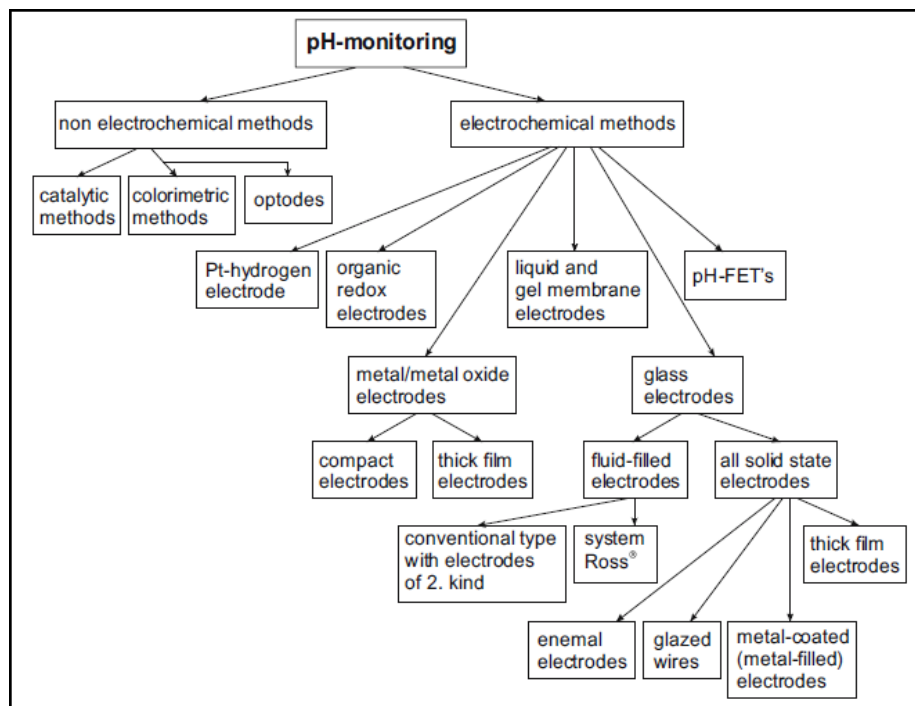 pH-monitoring
non electrochemical methods
electrochemical methods
catalytic
methods
colorimetric
methods
optodes
Pt-hydrogen
electrode
organic
redox
electrodes
liquid and
gel membrane
electrodes
pH-FET's
metal/metal oxide
electrodes
glass
electrodes
compact
electrodes
thick film
electrodes
fluid-filled
electrodes
all solid state
electrodes
conventional type
with electrodes
of 2. kind
system
Ross®
thick film
electrodes
enemal
electrodes
glazed
wires
metal-coated
(metal-filled)
electrodes